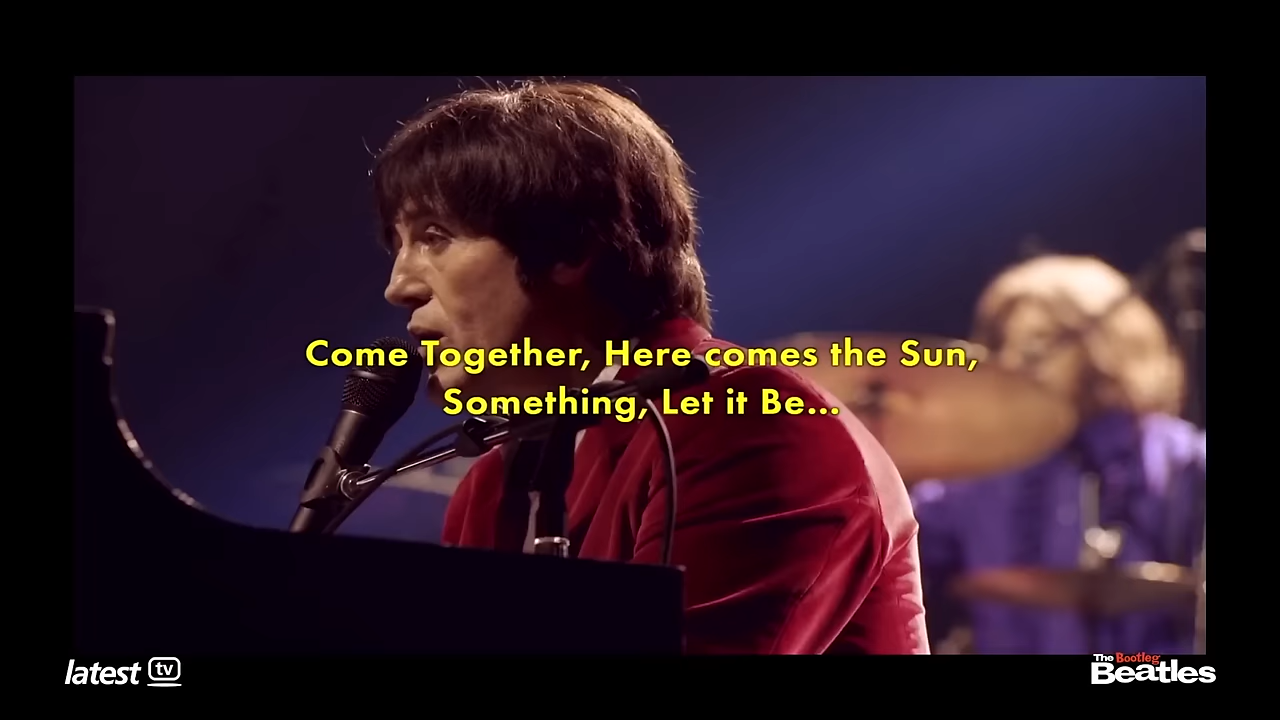 Come Together, Here comes the Sun,
Something, Let it Be...
latest tv
The Bootleg
Beatles